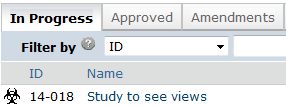 In Progress Approved Amendments
Filter by ? ID
ID Name
14-018 Study to see views